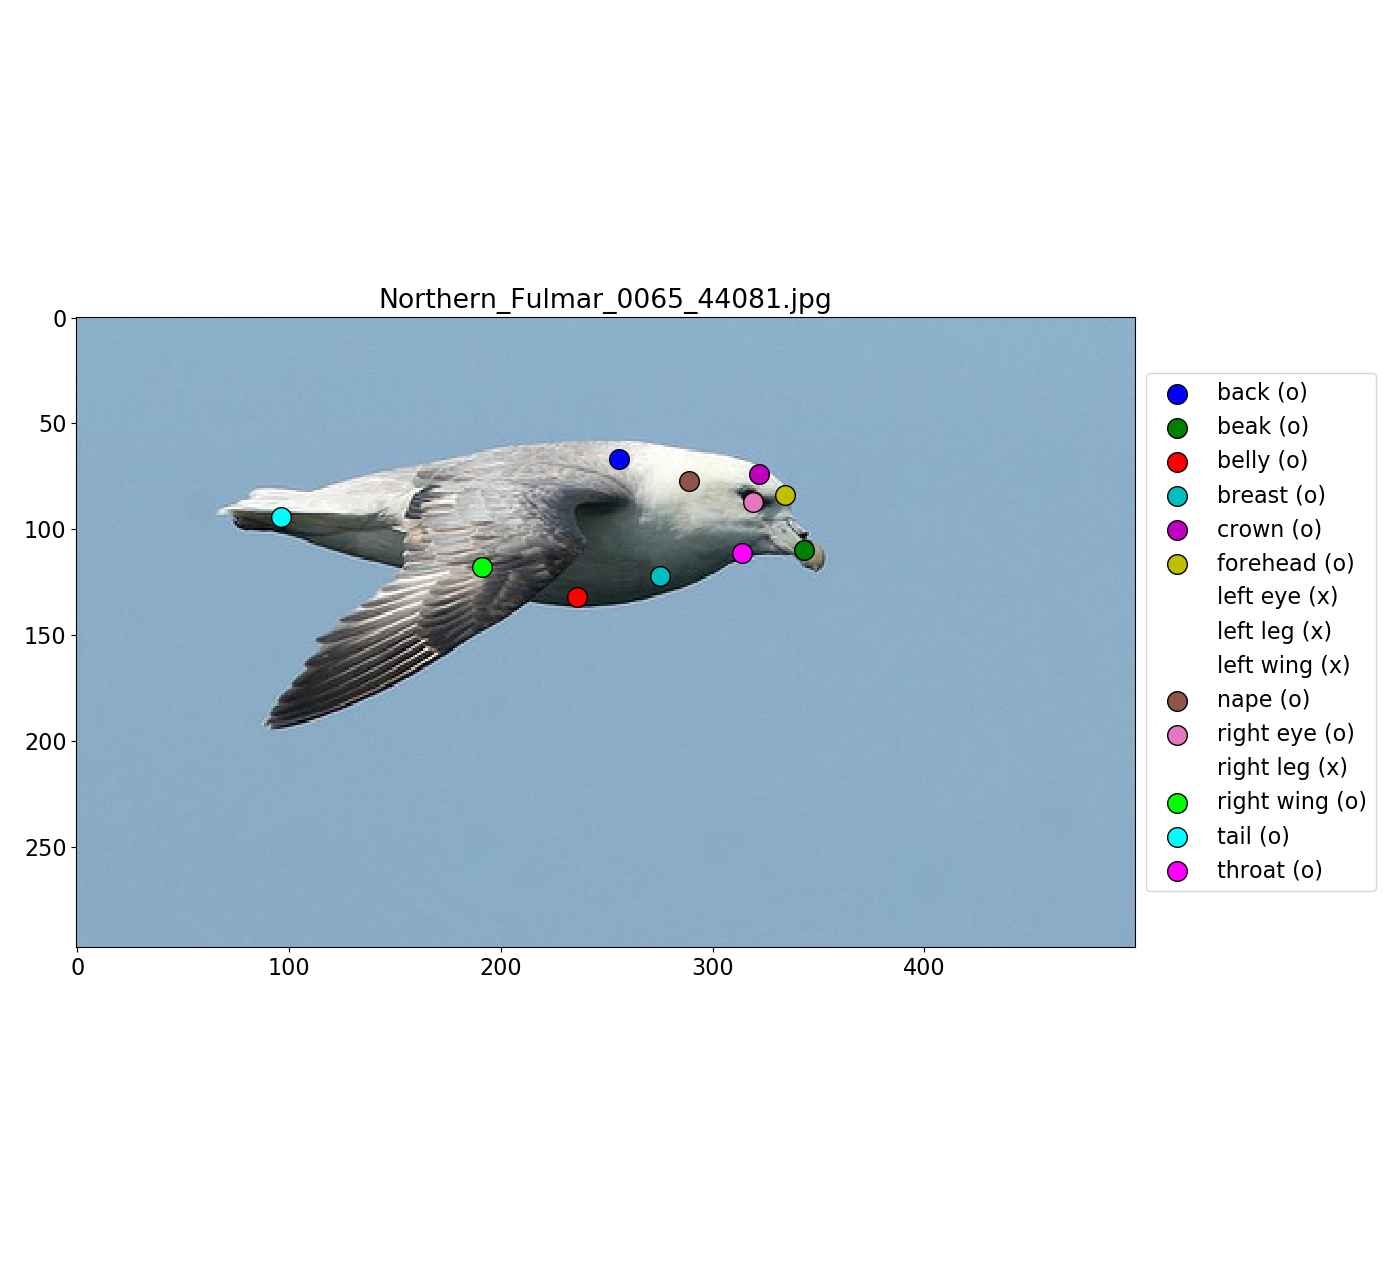 Northern_Fulmar_0065_44081.jpg
0
50
100
150
200
250
0
100
200
300
400
back (o)
beak (o)
belly (o)
breast (o)
crown (o)
forehead (o)
left eye (x)
left leg (x)
left wing (x)
nape (o)
right eye (o)
right leg (x)
right wing (o)
tail (o)
throat (o)